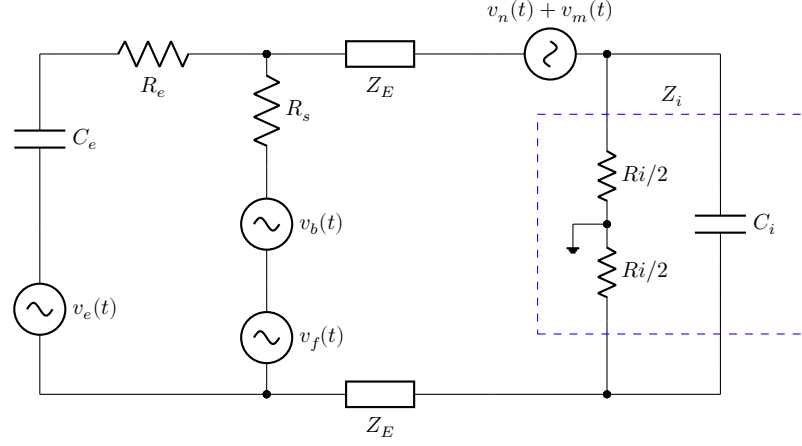 v_n(t) + v_m(t)
R_e
Z_E
Z_i
R_s
C_e
Ri/2
v_b(t)
C_i
Ri/2
v_e(t)
v_f(t)
Z_E